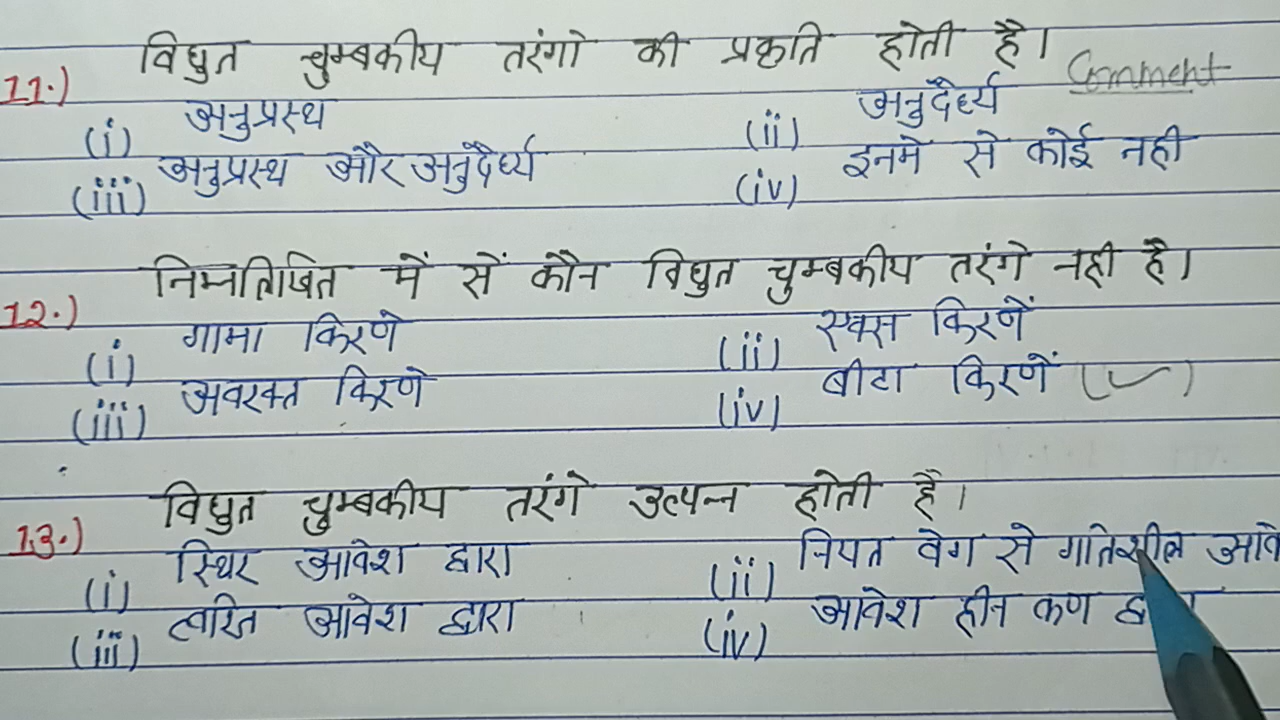 11.) विधुत चुम्बकीय तरंगो की प्रकृति होती है।
Comment
(i) अनुप्रस्थ (ii) अनुदैर्ध्य
(iii) अनुप्रस्थ और अनुदैर्ध्य (iv) इनमे से कोई नही
12.) निम्नलिखित में सें कौन विधुत चुम्बकीय तरंगे नही है।
(i) गामा किरणे (ii) एक्स किरणें
(iii) अवरक्त किरणे (iv) बीटा किरणें
13.) विधुत चुम्बकीय तरंगे उत्पन्न होती है।
(i) स्थिर आवेश द्वारा (ii) नियत वेग से गतिशील
(iii) त्वरित आवेश द्वारा (iv) आवेश हीन कण